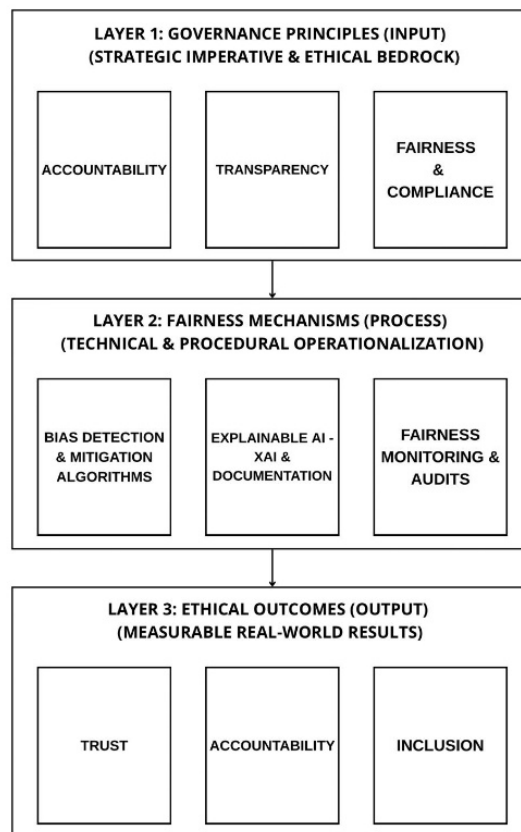 LAYER 1: GOVERNANCE PRINCIPLES (INPUT)
(STRATEGIC IMPERATIVE & ETHICAL BEDROCK)
ACCOUNTABILITY
TRANSPARENCY
FAIRNESS
&
COMPLIANCE
LAYER 2: FAIRNESS MECHANISMS (PROCESS)
(TECHNICAL & PROCEDURAL OPERATIONALIZATION)
BIAS DETECTION
& MITIGATION
ALGORITHMS
EXPLAINABLE AI -
XAI &
DOCUMENTATION
FAIRNESS
MONITORING &
AUDITS
LAYER 3: ETHICAL OUTCOMES (OUTPUT)
(MEASURABLE REAL-WORLD RESULTS)
TRUST
ACCOUNTABILITY
INCLUSION